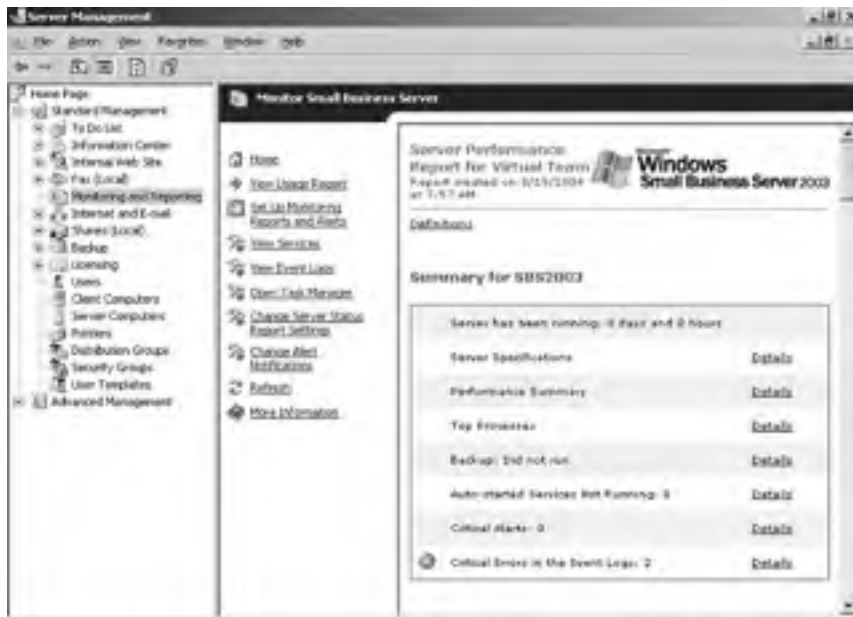 Server Management
File Action View Favorites Window Help
Home Page
Standard Management
To Do List
Information Center
Internal Web Site
Fax (Local)
Monitoring and Reporting
Internet and E-mail
Shares (Local)
Backup
Licensing
Users
Client Computers
Server Computers
Printers
Distribution Groups
Security Groups
User Templates
Advanced Management
Monitor Small Business Server
Home
View Usage Report
Set Up Monitoring
Reports and Alerts
View Services
View Event Logs
Open Task Manager
Change Server Status
Report Settings
Change Alert
Notifications
Refresh
More Information
Server Performance
Report for Virtual Team
Report created on
at 7:57 AM
Windows
Small Business Server 2003
Definitions
Summary for SBS2003
Server has been running: 0 days and 0 hours
Server Specifications Details
Performance Summary Details
Top Processes Details
Backup: Did not run Details
Auto-started Services Not Running: 0 Details
Critical Alerts: 0 Details
Critical Errors in the Event Logs: 2 Details